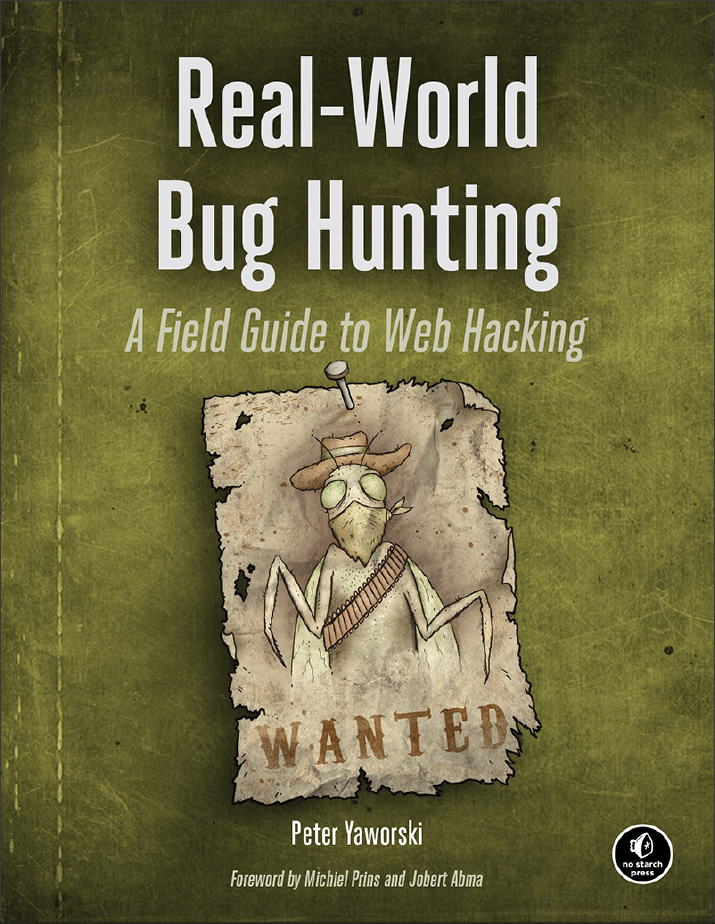 Real-World
Bug Hunting
A Field Guide to Web Hacking
WANTED
Peter Yaworski
Foreword by Michiel Prins and Jobert Abma
no starch
press